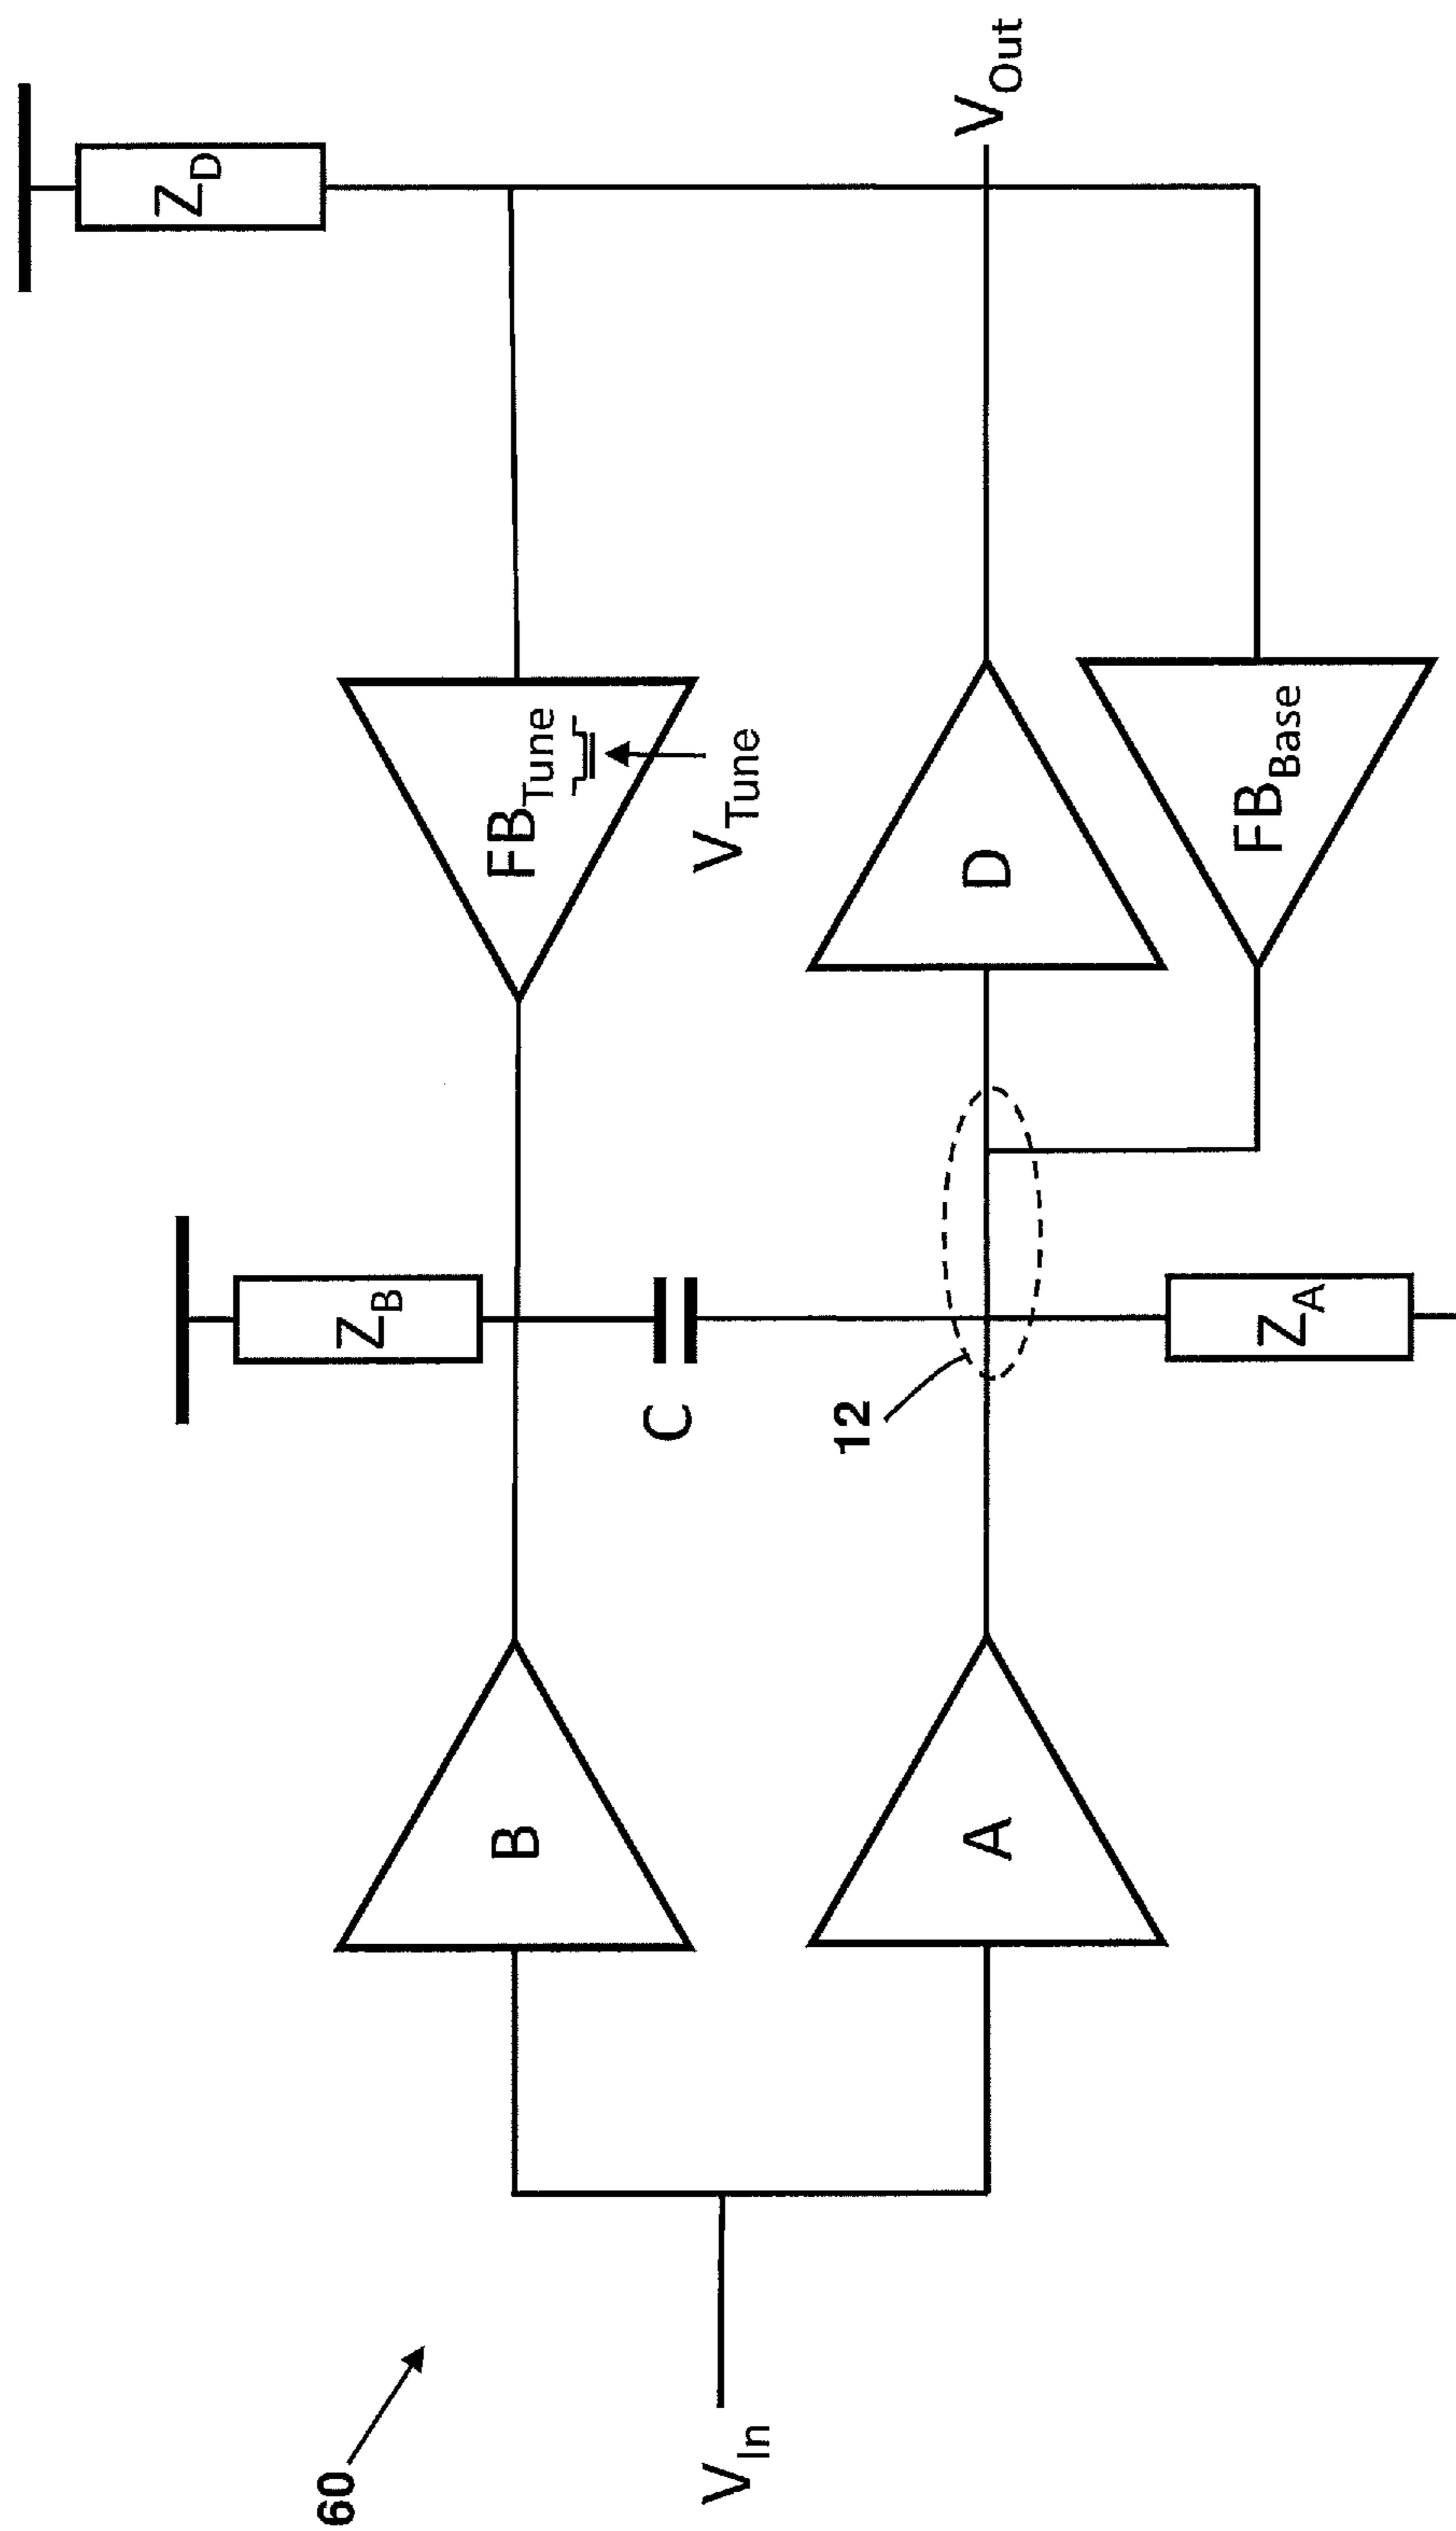 60
V_In
B
A
Z_B
C
12
Z_A
FB_Tune
V_Tune
D
FB_Base
Z_D
V_Out